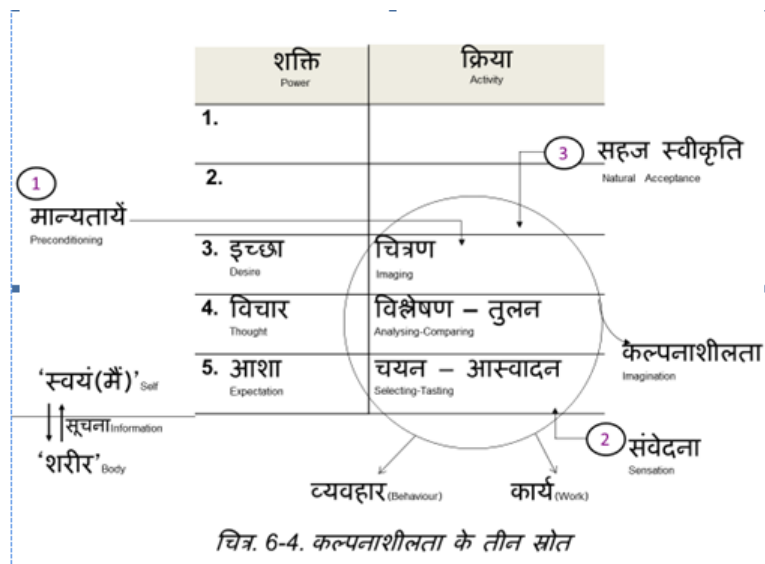 शक्ति क्रिया
Power Activity
1.
3 सहज स्वीकृति
Natural Acceptance
2.
1
मान्यतायें
Preconditioning
3. इच्छा चित्रण
Desire Imaging
4. विचार विश्लेषण – तुलन
Thought Analysing-Comparing
कल्पनाशीलता
Imagination
5. आशा चयन – आस्वादन
Expectation Selecting-Tasting
'स्वयं(मैं)' Self
सूचना Information
'शरीर' Body
2 संवेदना
Sensation
व्यवहार (Behaviour) कार्य (Work)
चित्र. 6-4. कल्पनाशीलता के तीन स्रोत